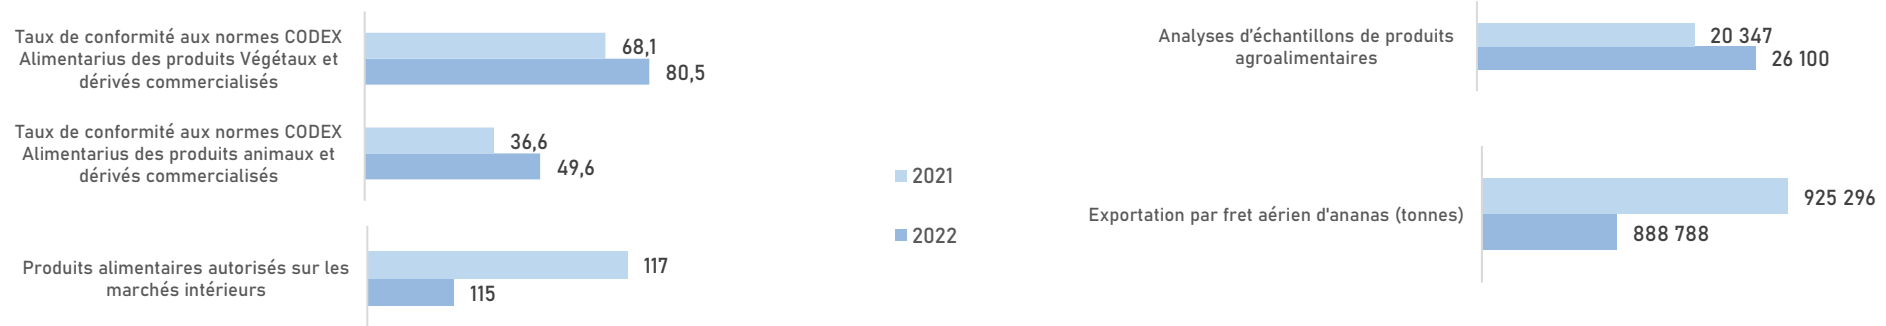 Taux de conformité aux normes CODEX
Alimentarius des produits Végétaux et
dérivés commercialisés
68,1
80,5
Taux de conformité aux normes CODEX
Alimentarius des produits animaux et
dérivés commercialisés
36,6
49,6
Produits alimentaires autorisés sur les
marchés intérieurs
117
115
2021
2022
Analyses d’échantillons de produits
agroalimentaires
20 347
26 100
Exportation par fret aérien d'ananas (tonnes)
925 296
888 788